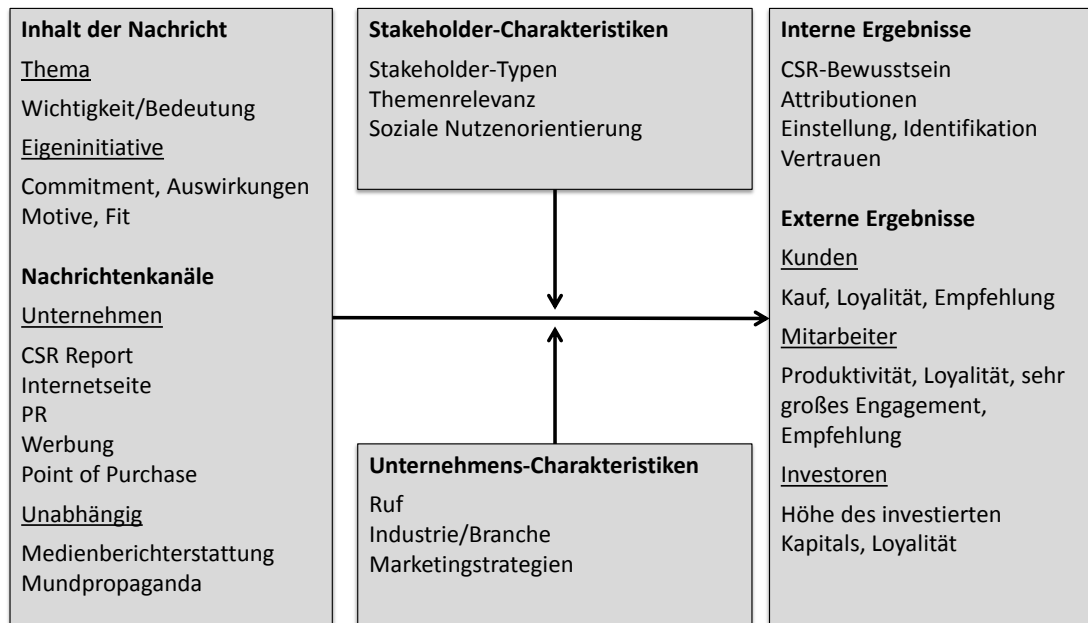 Inhalt der Nachricht
Thema
Wichtigkeit/Bedeutung
Eigeninitiative
Commitment, Auswirkungen
Motive, Fit
Nachrichtenkanäle
Unternehmen
CSR Report
Internetseite
PR
Werbung
Point of Purchase
Unabhängig
Medienberichterstattung
Mundpropaganda
Stakeholder-Charakteristiken
Stakeholder-Typen
Themenrelevanz
Soziale Nutzenorientierung
Unternehmens-Charakteristiken
Ruf
Industrie/Branche
Marketingstrategien
Interne Ergebnisse
CSR-Bewusstsein
Attributionen
Einstellung, Identifikation
Vertrauen
Externe Ergebnisse
Kunden
Kauf, Loyalität, Empfehlung
Mitarbeiter
Produktivität, Loyalität, sehr
großes Engagement,
Empfehlung
Investoren
Höhe des investierten
Kapitals, Loyalität